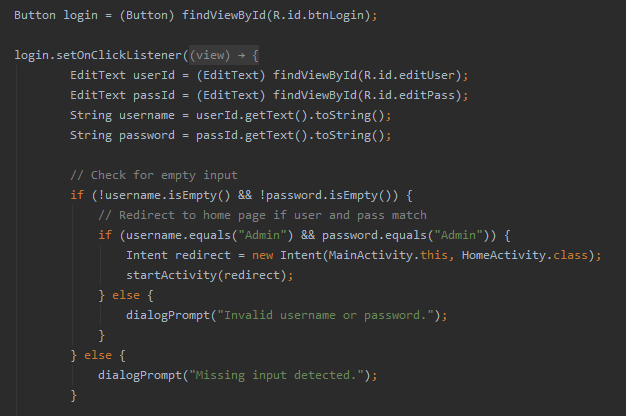 Button login = (Button) findViewById(R.id.btnLogin);
login.setOnClickListener((view) → {
EditText userId = (EditText) findViewById(R.id.editUser);
EditText passId = (EditText) findViewById(R.id.editPass);
String username = userId.getText().toString();
String password = passId.getText().toString();
// Check for empty input
if (!username.isEmpty() && !password.isEmpty()) {
// Redirect to home page if user and pass match
if (username.equals("Admin") && password.equals("Admin")) {
Intent redirect = new Intent(MainActivity.this, HomeActivity.class);
startActivity(redirect);
} else {
dialogPrompt("Invalid username or password.");
}
} else {
dialogPrompt("Missing input detected.");
}